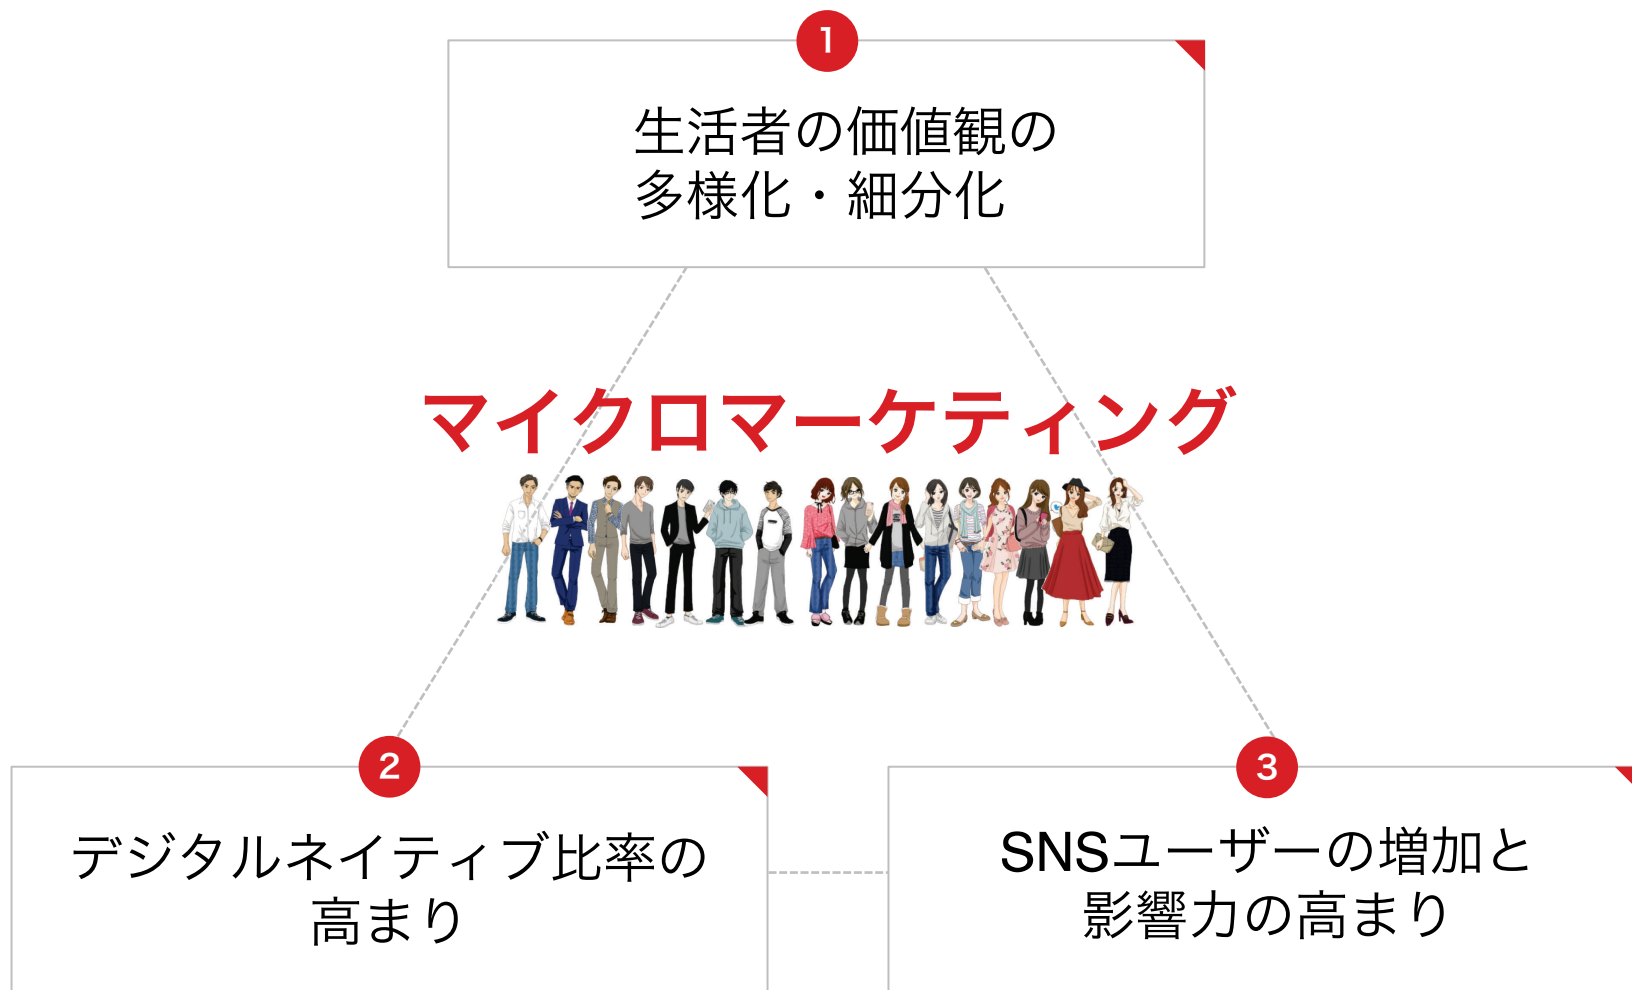 1
生活者の価値観の
多様化・細分化
マイクロマーケティング
2
デジタルネイティブ比率の
高まり
3
SNSユーザーの増加と
影響力の高まり